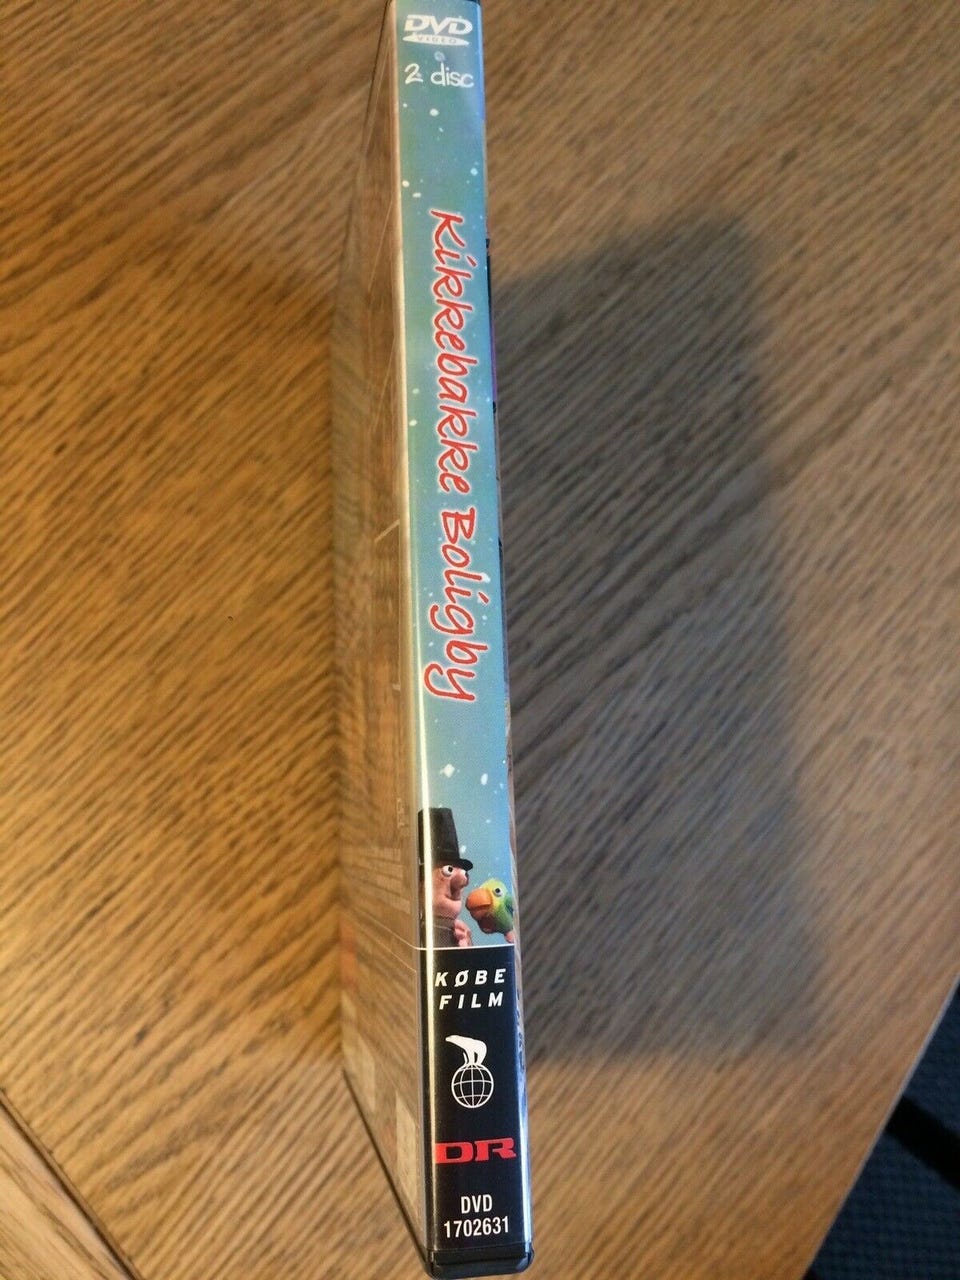 DVD
VIDEO
2 disc
Kikkebakke Boligby
KØBE
FILM
DR
DVD
1702631